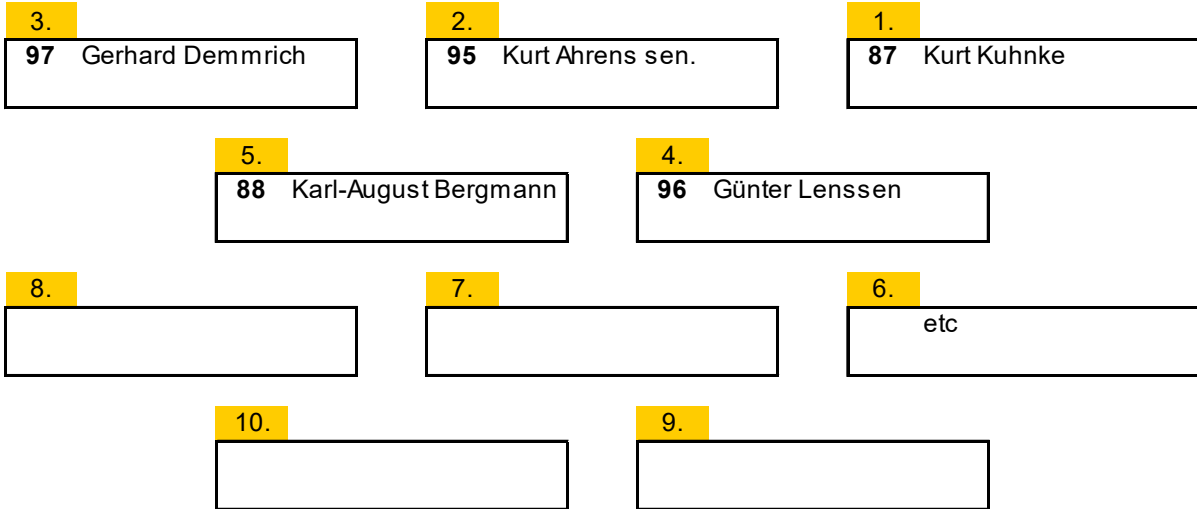 3. 2. 1.
97 Gerhard Demmrich 95 Kurt Ahrens sen. 87 Kurt Kuhnke
5. 4.
88 Karl-August Bergmann 96 Günter Lenssen
8. 7. 6.
etc
10. 9.